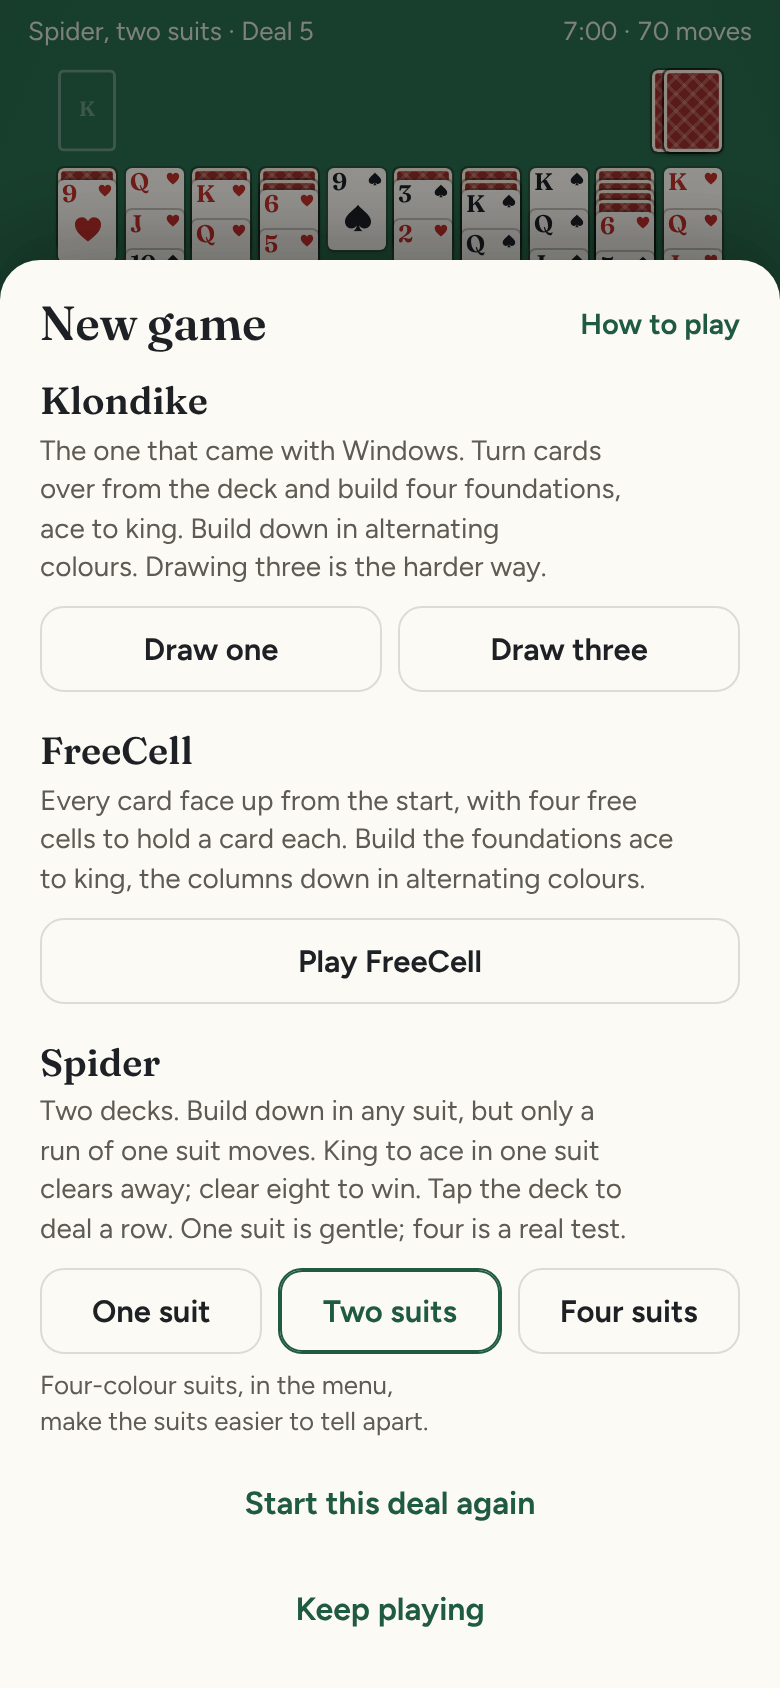 Spider, two suits · Deal 5
7:00 · 70 moves
K
9 Q K 6 9 3 K K 6 K
J Q 5 2 Q Q Q
New game
How to play
Klondike
The one that came with Windows. Turn cards
over from the deck and build four foundations,
ace to king. Build down in alternating
colours. Drawing three is the harder way.
Draw one
Draw three
FreeCell
Every card face up from the start, with four free
cells to hold a card each. Build the foundations ace
to king, the columns down in alternating colours.
Play FreeCell
Spider
Two decks. Build down in any suit, but only a
run of one suit moves. King to ace in one suit
clears away; clear eight to win. Tap the deck to
deal a row. One suit is gentle; four is a real test.
One suit
Two suits
Four suits
Four-colour suits, in the menu,
make the suits easier to tell apart.
Start this deal again
Keep playing